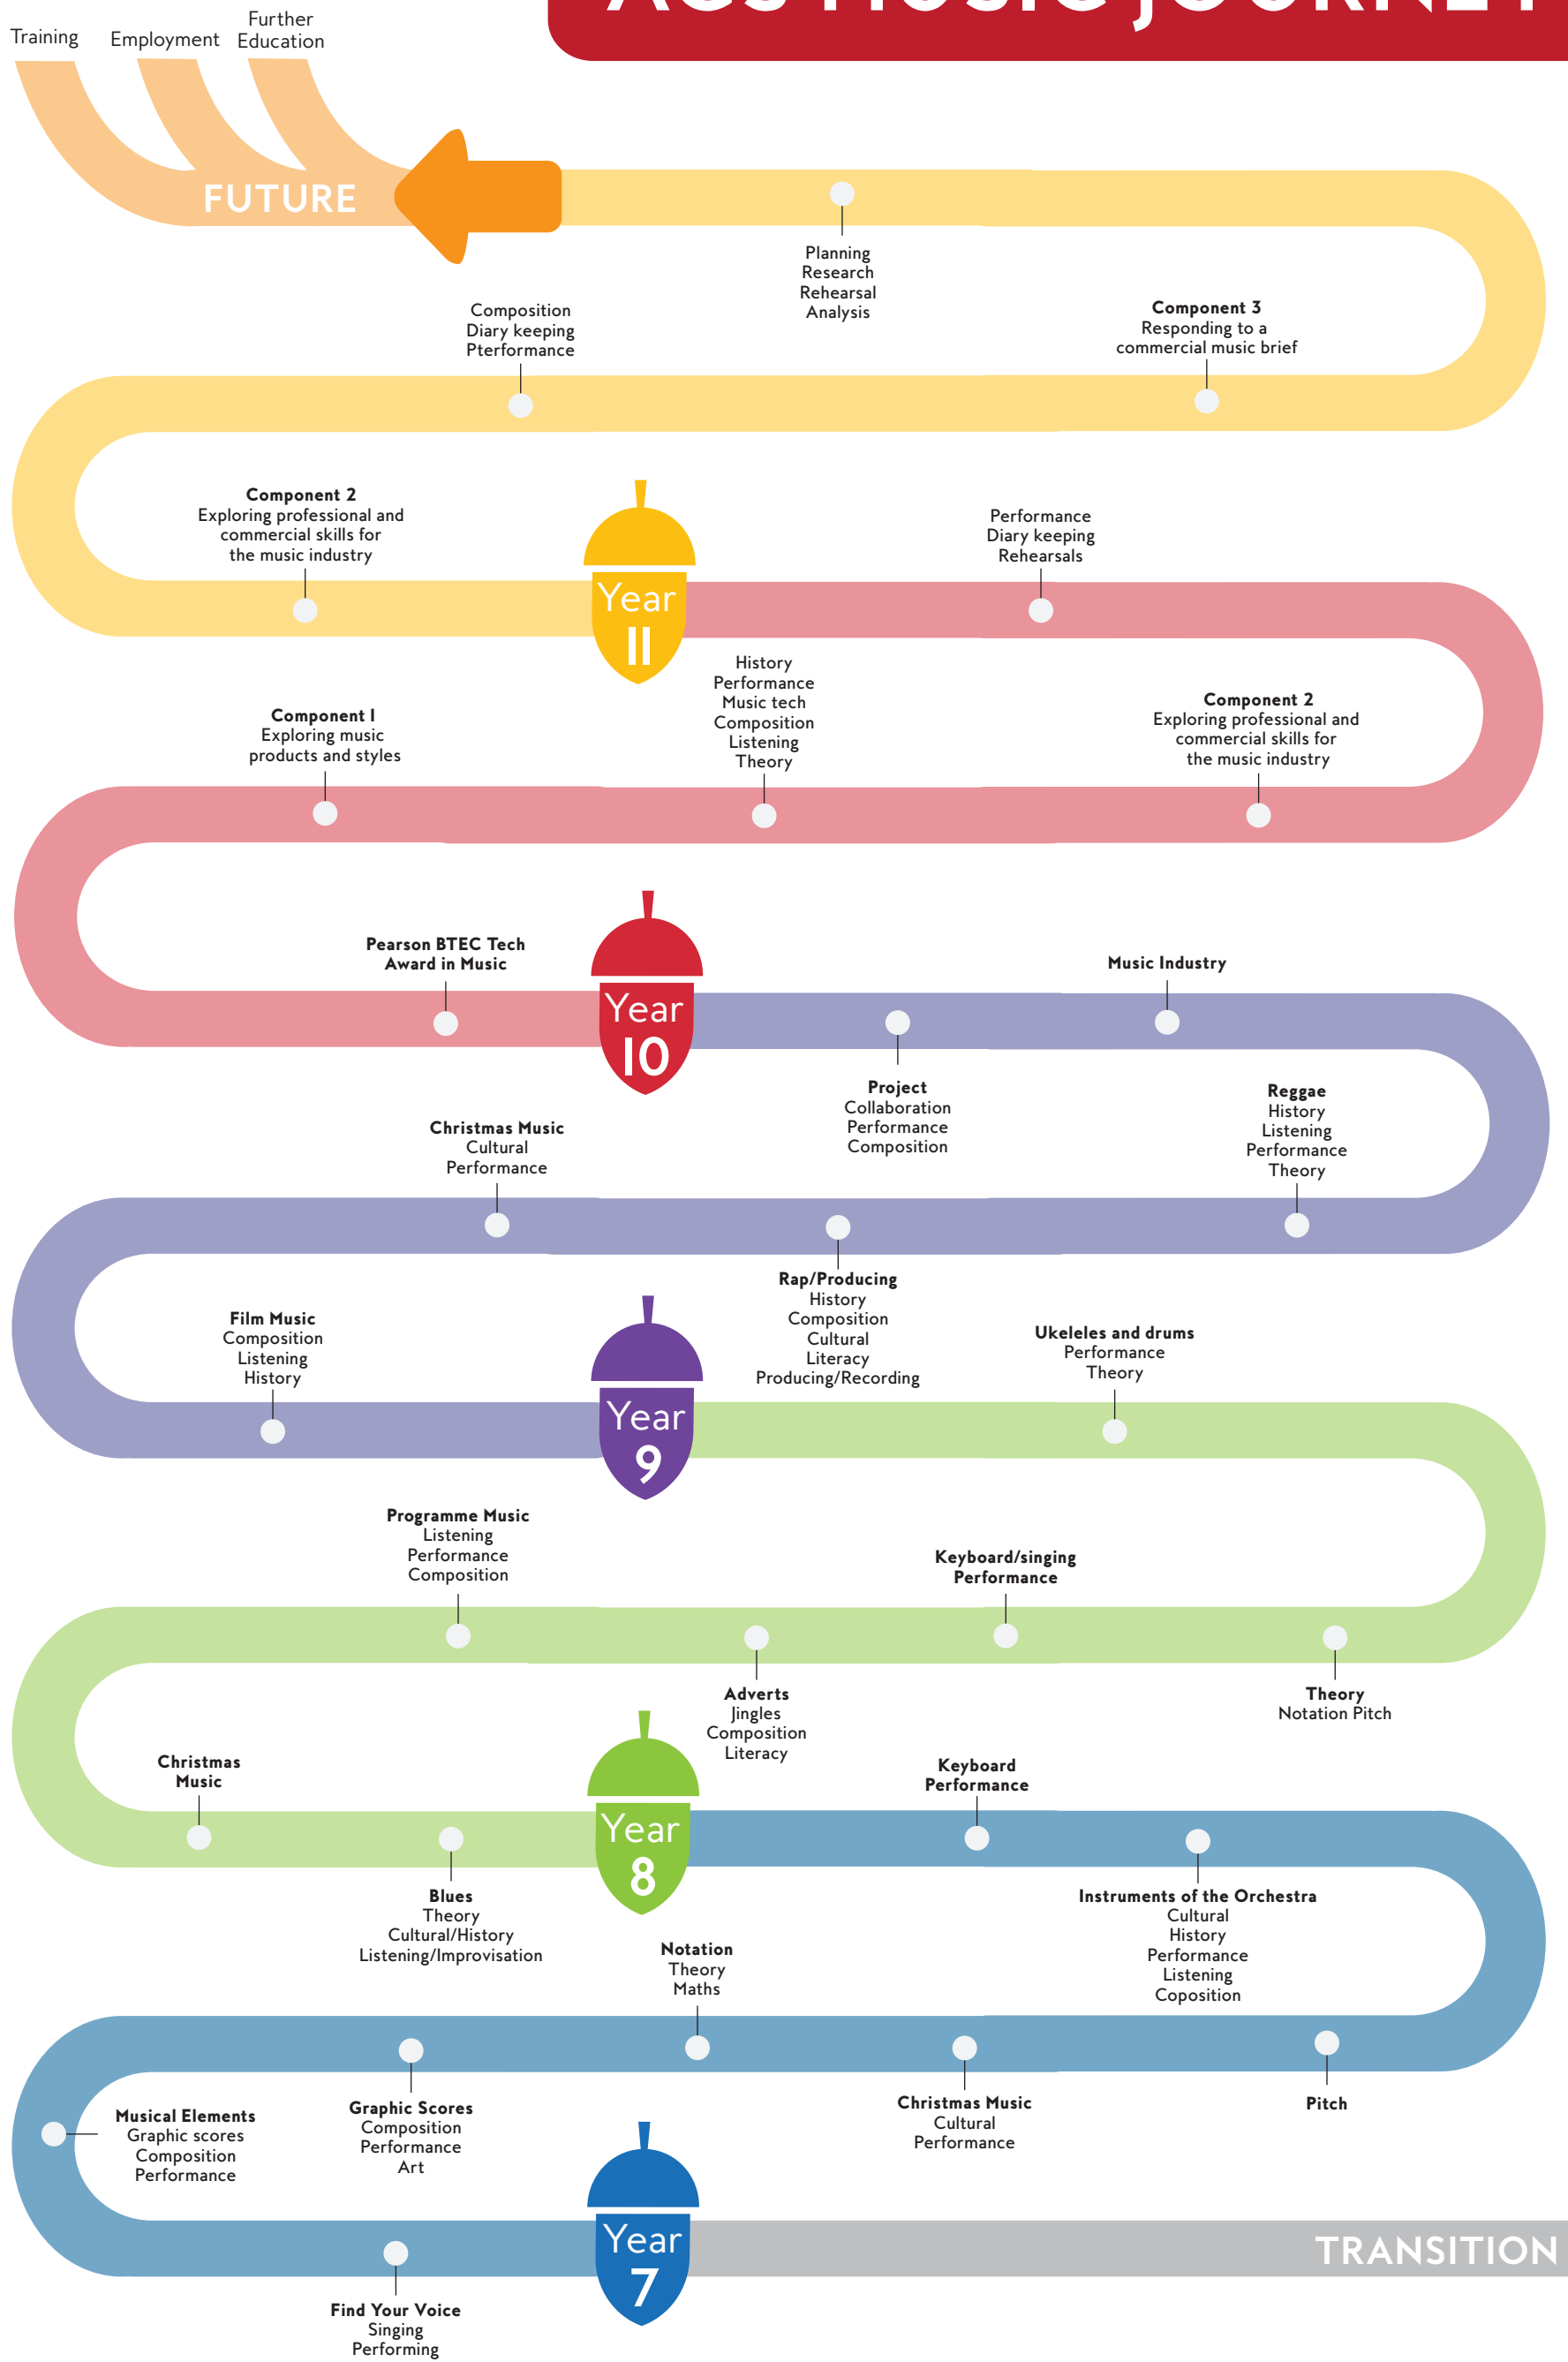 MUSIC JOURNEY
Training
Employment
Further
Education
FUTURE
Planning
Research
Rehearsal
Analysis
Composition
Diary keeping
Pterformance
Component 3
Responding to a
commercial music brief
Component 2
Exploring professional and
commercial skills for
the music industry
Year
11
Performance
Diary keeping
Rehearsals
Component 1
Exploring music
products and styles
History
Performance
Music tech
Composition
Listening
Theory
Component 2
Exploring professional and
commercial skills for
the music industry
Pearson BTEC Tech
Award in Music
Year
10
Project
Collaboration
Performance
Composition
Music Industry
Christmas Music
Cultural
Performance
Rap/Producing
History
Composition
Cultural
Literacy
Producing/Recording
Reggae
History
Listening
Performance
Theory
Film Music
Composition
Listening
History
Year
9
Ukeleles and drums
Performance
Theory
Programme Music
Listening
Performance
Composition
Adverts
Jingles
Composition
Literacy
Keyboard/singing
Performance
Theory
Notation Pitch
Christmas
Music
Blues
Theory
Cultural/History
Listening/Improvisation
Year
8
Keyboard
Performance
Instruments of the Orchestra
Cultural
History
Performance
Listening
Coposition
Musical Elements
Graphic scores
Composition
Performance
Graphic Scores
Composition
Performance
Art
Notation
Theory
Maths
Christmas Music
Cultural
Performance
Pitch
Find Your Voice
Singing
Performing
Year
7
TRANSITION